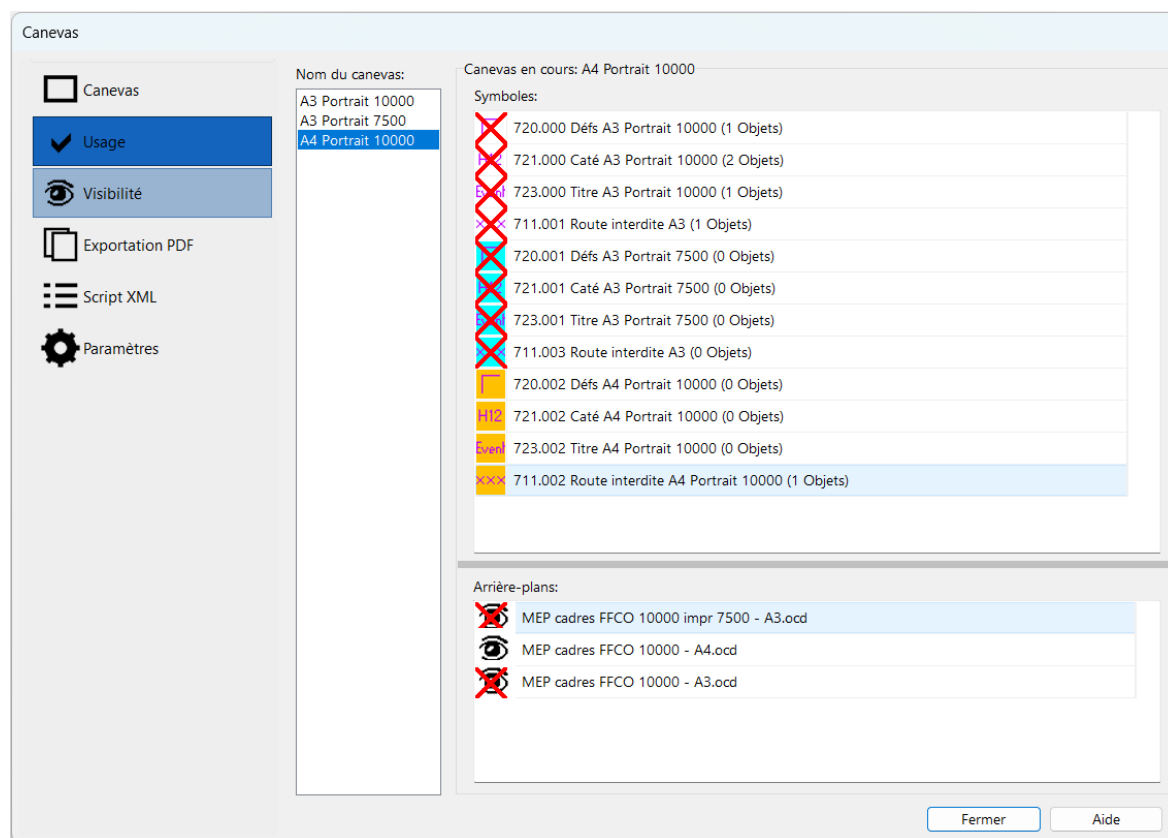 Canevas
Canevas
Usage
Visibilité
Exportation PDF
Script XML
Paramètres
Nom du canevas:
A3 Portrait 10000
A3 Portrait 7500
A4 Portrait 10000
Canevas en cours: A4 Portrait 10000
Symboles:
720.000 Défs A3 Portrait 10000 (1 Objets)
H12 721.000 Caté A3 Portrait 10000 (2 Objets)
Event 723.000 Titre A3 Portrait 10000 (1 Objets)
711.001 Route interdite A3 (1 Objets)
720.001 Défs A3 Portrait 7500 (0 Objets)
H12 721.001 Caté A3 Portrait 7500 (0 Objets)
Event 723.001 Titre A3 Portrait 7500 (0 Objets)
711.003 Route interdite A3 (0 Objets)
720.002 Défs A4 Portrait 10000 (0 Objets)
H12 721.002 Caté A4 Portrait 10000 (0 Objets)
Event 723.002 Titre A4 Portrait 10000 (0 Objets)
××× 711.002 Route interdite A4 Portrait 10000 (1 Objets)
Arrière-plans:
MEP cadres FFCO 10000 impr 7500 - A3.ocd
MEP cadres FFCO 10000 - A4.ocd
MEP cadres FFCO 10000 - A3.ocd
Fermer
Aide